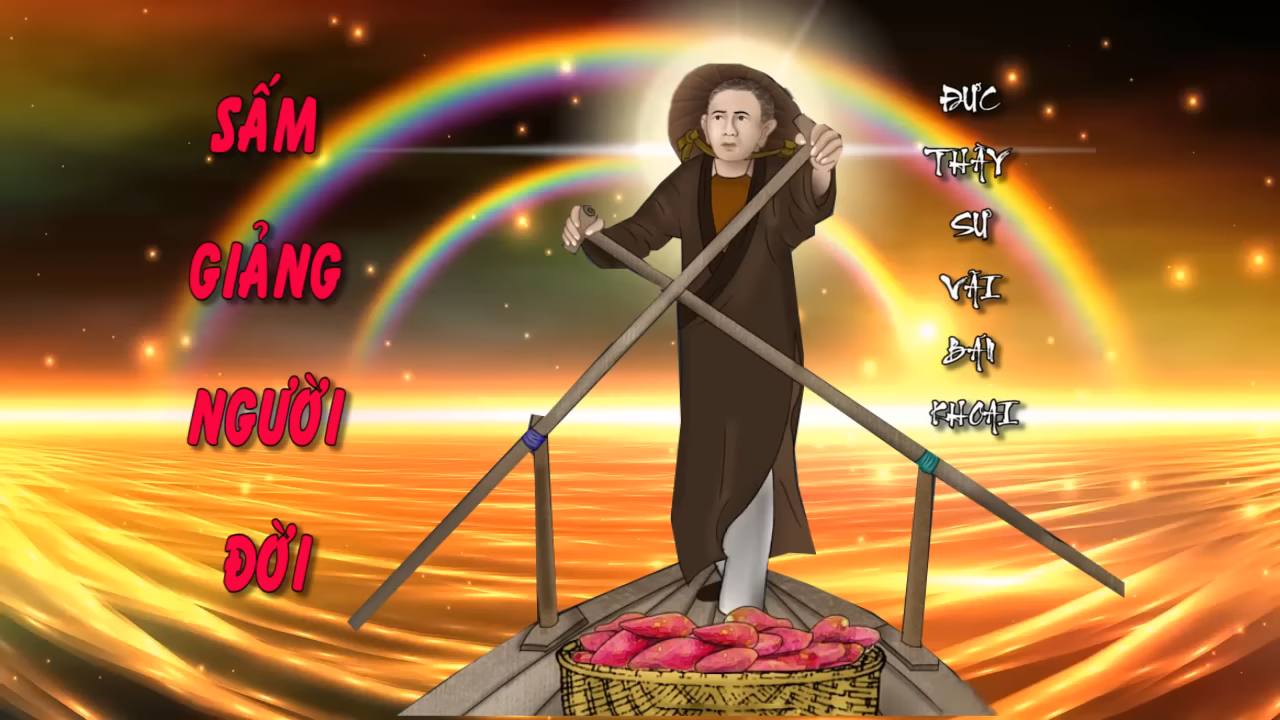 SẤM
GIẢNG
NGƯỜI
ĐỜI
ĐỨC
THẦY
SƯ
VÃI
BÁN
KHOAI